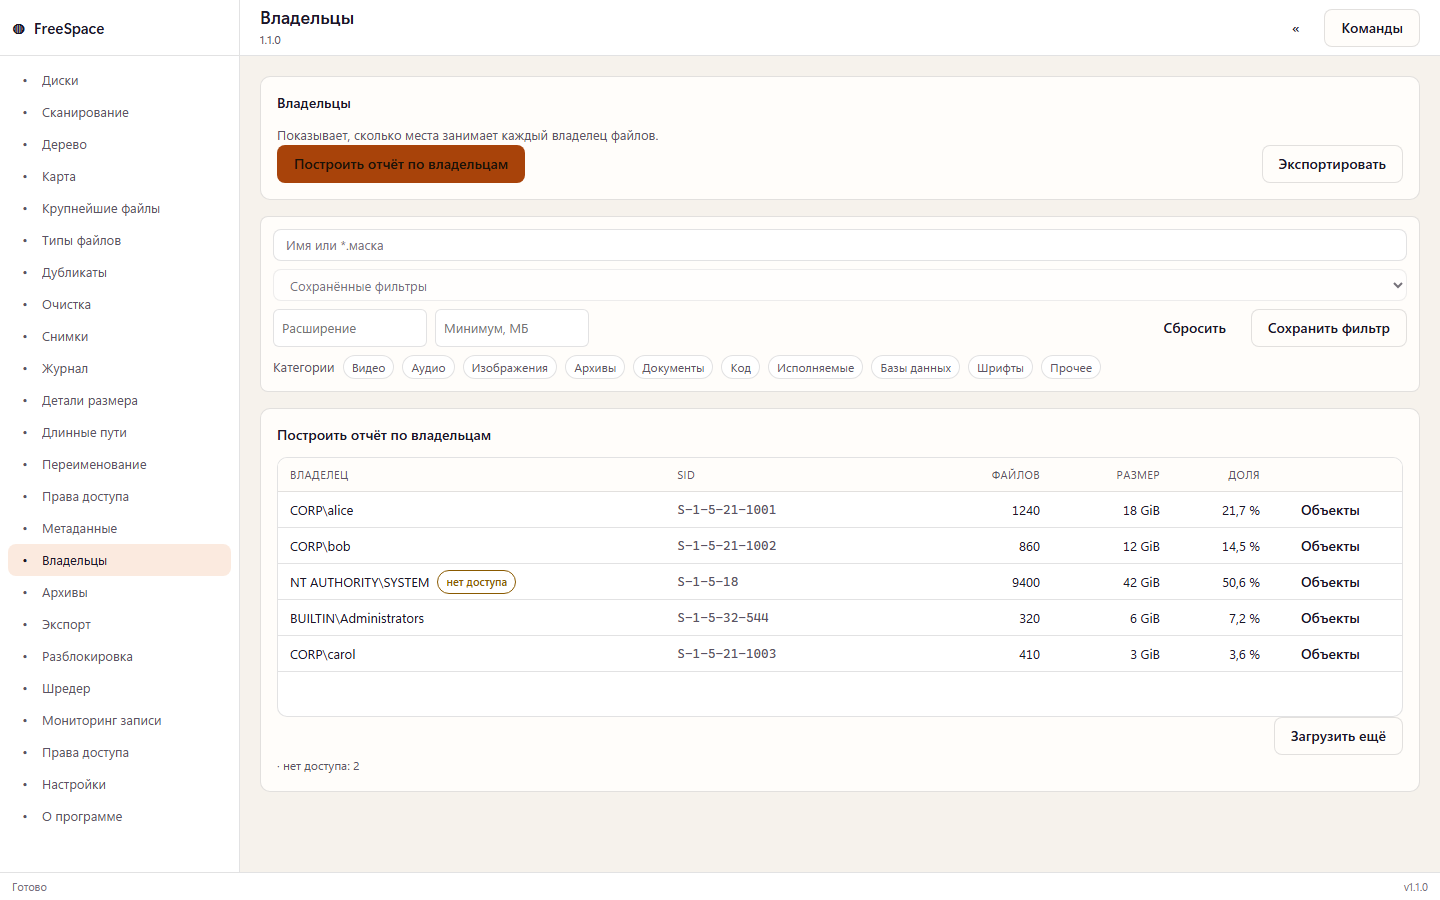 FreeSpace
Владельцы
1.1.0
«
Команды
Диски
Сканирование
Дерево
Карта
Крупнейшие файлы
Типы файлов
Дубликаты
Очистка
Снимки
Журнал
Детали размера
Длинные пути
Переименование
Права доступа
Метаданные
Владельцы
Архивы
Экспорт
Разблокировка
Шредер
Мониторинг записи
Права доступа
Настройки
О программе
Владельцы
Показывает, сколько места занимает каждый владелец файлов.
Построить отчёт по владельцам
Экспортировать
Имя или *.маска
Сохранённые фильтры
Расширение Минимум, МБ Сбросить Сохранить фильтр
Категории Видео Аудио Изображения Архивы Документы Код Исполняемые Базы данных Шрифты Прочее
Построить отчёт по владельцам
ВЛАДЕЛЕЦ SID ФАЙЛОВ РАЗМЕР ДОЛЯ
CORP\alice S-1-5-21-1001 1240 18 GiB 21,7 % Объекты
CORP\bob S-1-5-21-1002 860 12 GiB 14,5 % Объекты
NT AUTHORITY\SYSTEM нет доступа S-1-5-18 9400 42 GiB 50,6 % Объекты
BUILTIN\Administrators S-1-5-32-544 320 6 GiB 7,2 % Объекты
CORP\carol S-1-5-21-1003 410 3 GiB 3,6 % Объекты
Загрузить ещё
· нет доступа: 2
Готово
v1.1.0